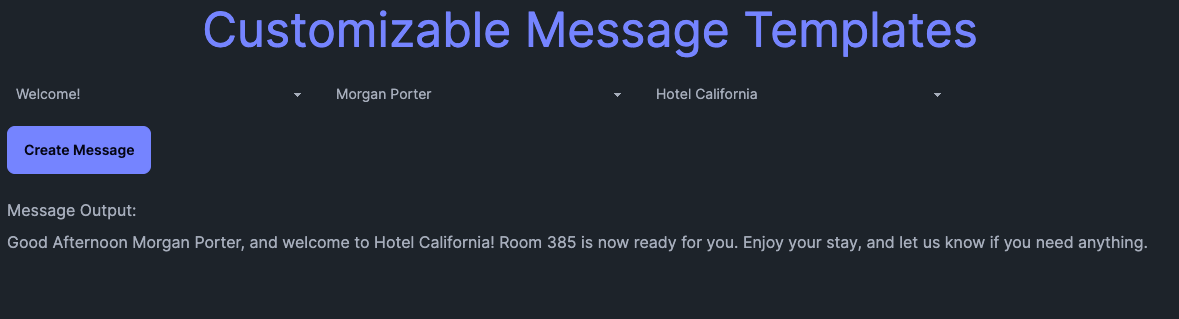 Customizable Message Templates
Welcome! Morgan Porter Hotel California
Create Message
Message Output:
Good Afternoon Morgan Porter, and welcome to Hotel California! Room 385 is now ready for you. Enjoy your stay, and let us know if you need anything.